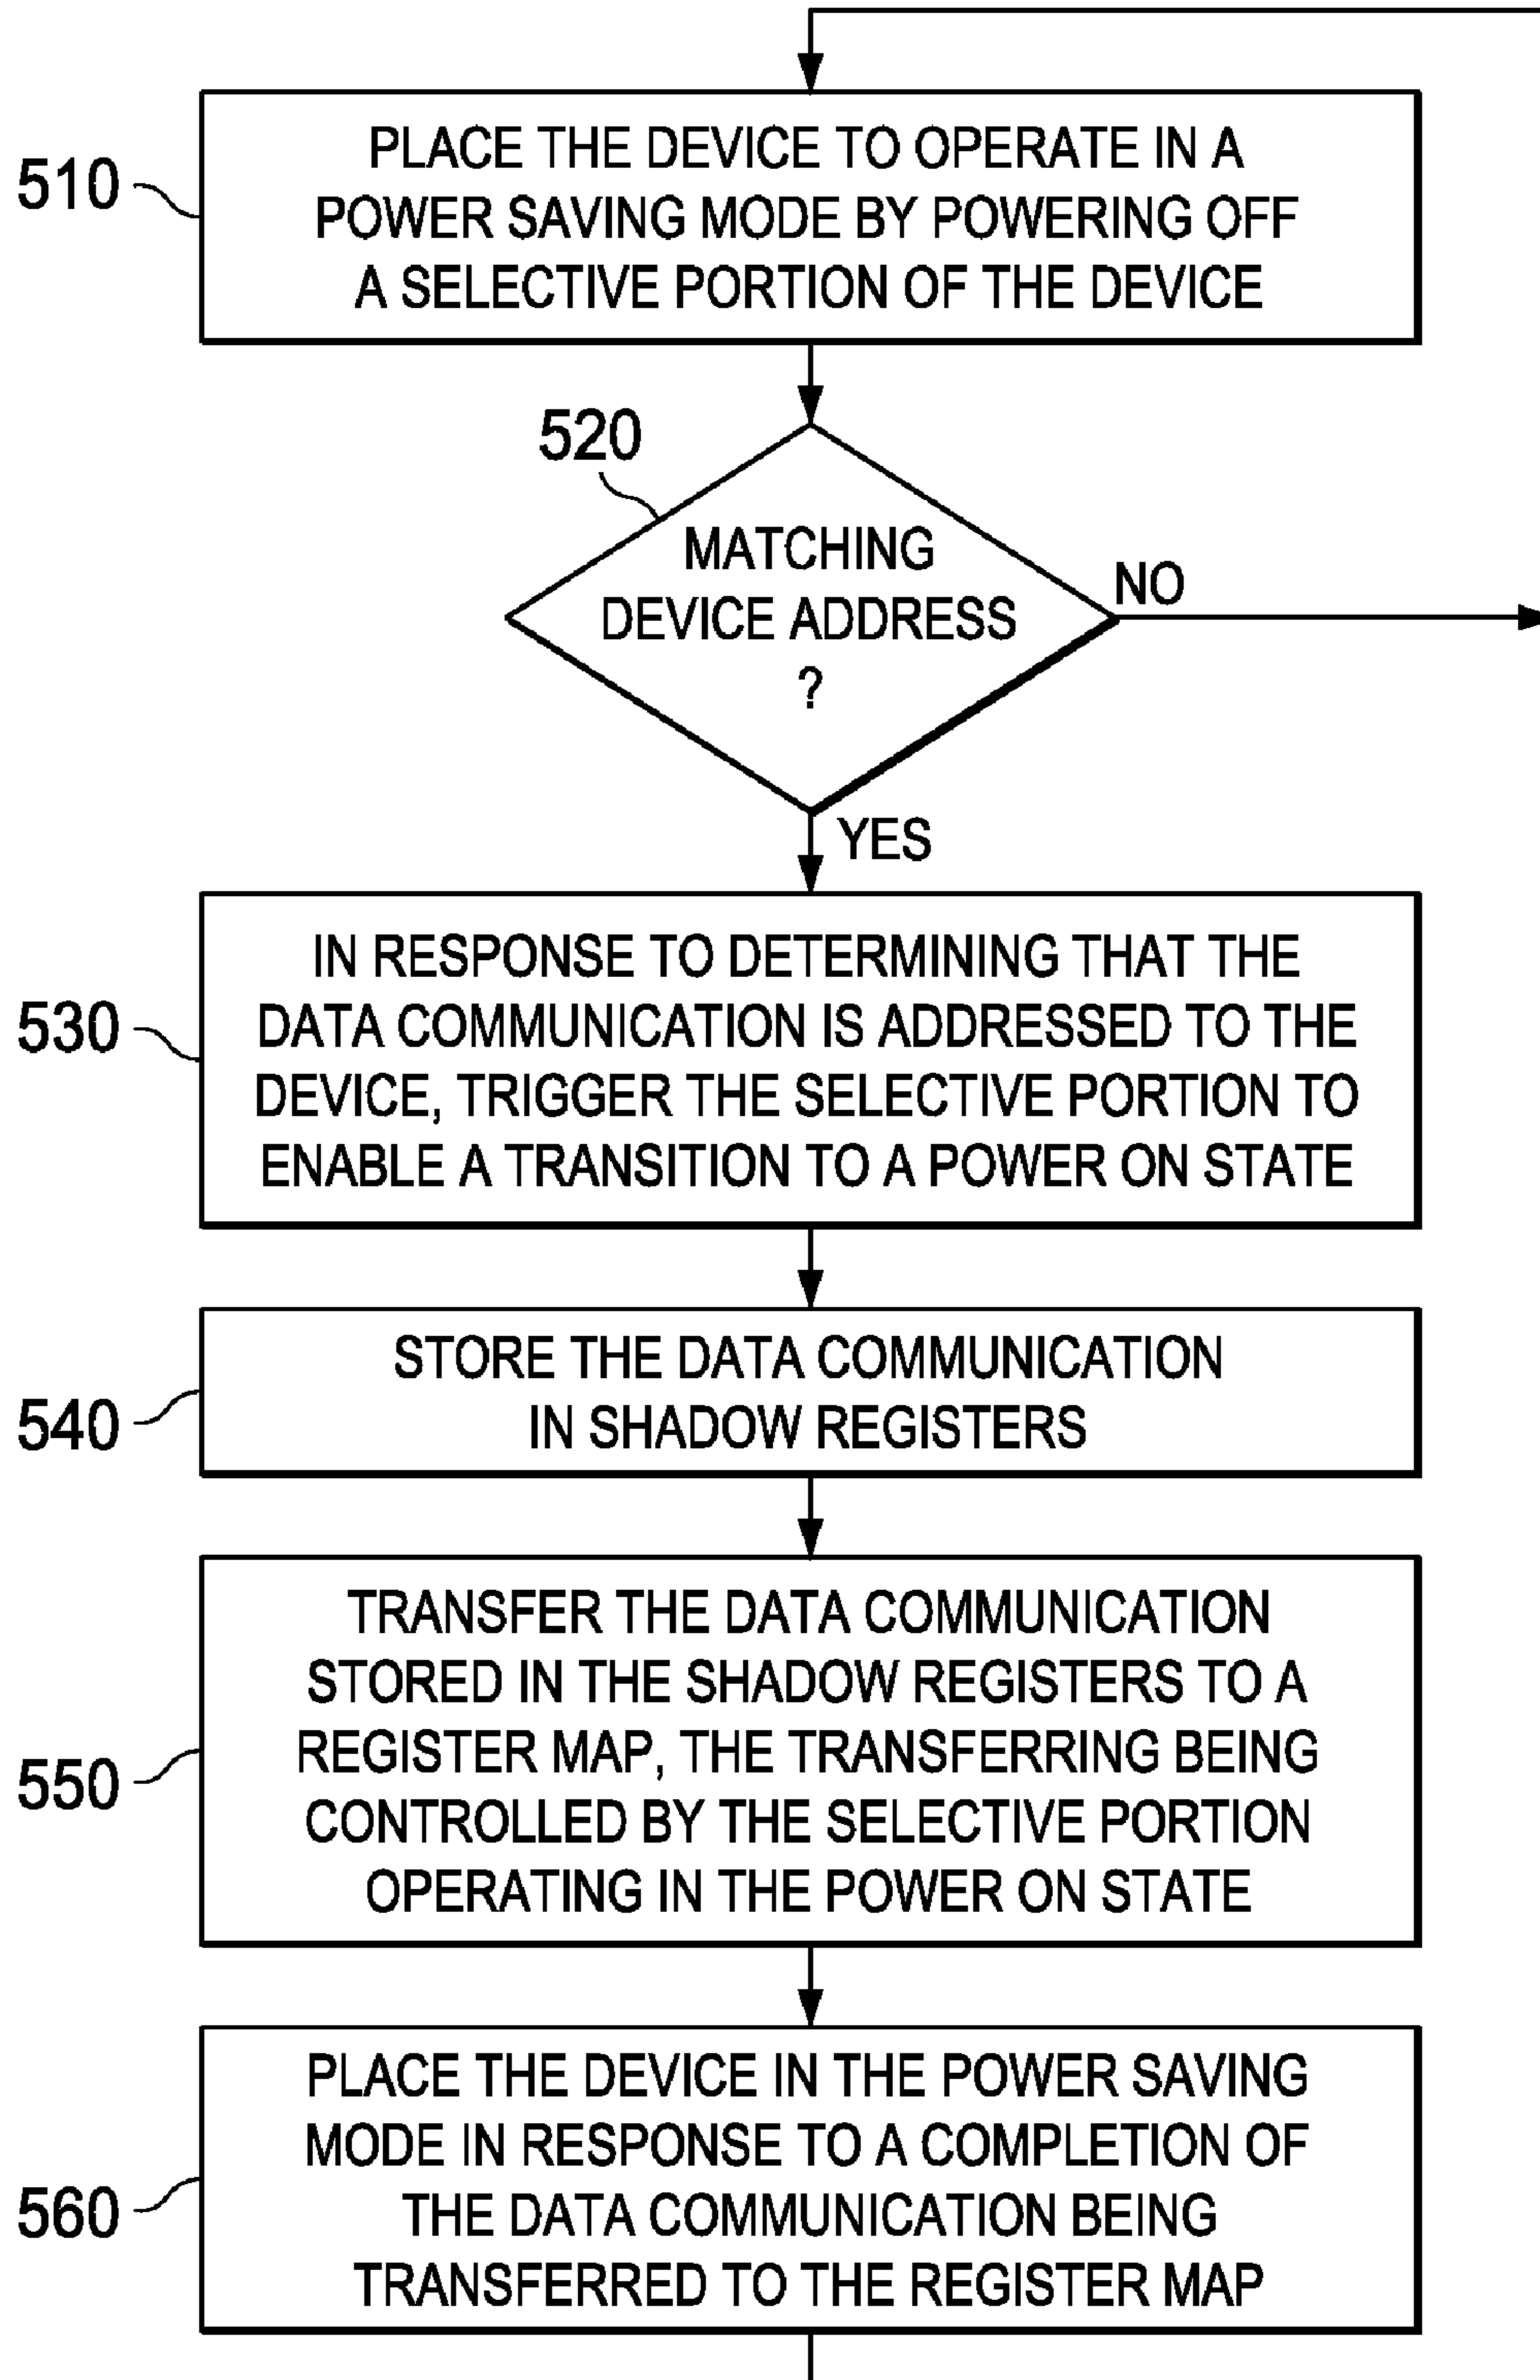 510
PLACE THE DEVICE TO OPERATE IN A
POWER SAVING MODE BY POWERING OFF
A SELECTIVE PORTION OF THE DEVICE
520
MATCHING
DEVICE ADDRESS
?
NO
YES
530
IN RESPONSE TO DETERMINING THAT THE
DATA COMMUNICATION IS ADDRESSED TO THE
DEVICE, TRIGGER THE SELECTIVE PORTION TO
ENABLE A TRANSITION TO A POWER ON STATE
540
STORE THE DATA COMMUNICATION
IN SHADOW REGISTERS
550
TRANSFER THE DATA COMMUNICATION
STORED IN THE SHADOW REGISTERS TO A
REGISTER MAP, THE TRANSFERRING BEING
CONTROLLED BY THE SELECTIVE PORTION
OPERATING IN THE POWER ON STATE
560
PLACE THE DEVICE IN THE POWER SAVING
MODE IN RESPONSE TO A COMPLETION OF
THE DATA COMMUNICATION BEING
TRANSFERRED TO THE REGISTER MAP